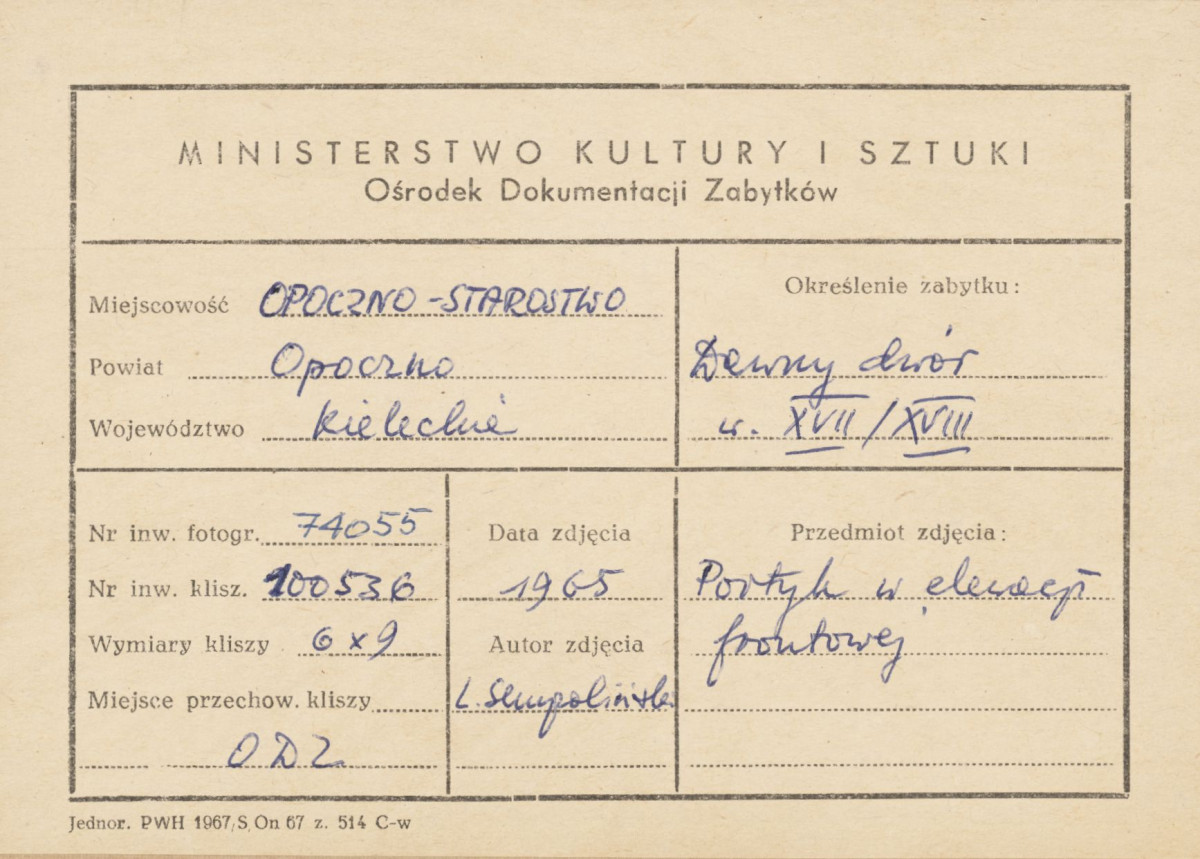 MINISTERSTWO KULTURY I SZTUKI
Ośrodek Dokumentacji Zabytków
Miejscowość OPOCZNO-STAROSTWO
Powiat Opoczno
Województwo kieleckie
Określenie zabytku:
Dawny dwór
w. XVII/XVIII
Nr inw. fotogr. 74055
Nr inw. klisz. 100536
Wymiary kliszy 6x9
Miejsce przechow. kliszy
ODZ
Data zdjęcia
1965
Autor zdjęcia
L. Sempoliński
Przedmiot zdjęcia:
Portyk w elewacji
frontowej
Jednor. PWH 1967/S On 67 z. 514 C-w